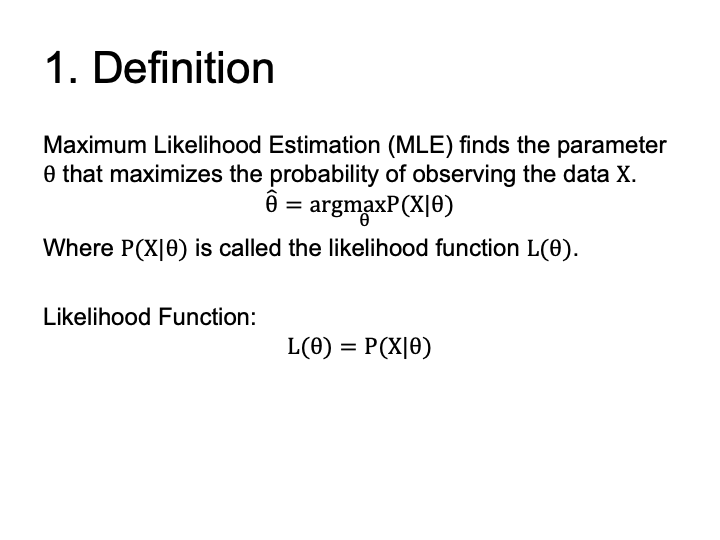 1. Definition
Maximum Likelihood Estimation (MLE) finds the parameter
θ that maximizes the probability of observing the data X.
θ̂ = argmaxP(X|θ)
θ
Where P(X|θ) is called the likelihood function L(θ).
Likelihood Function:
L(θ) = P(X|θ)